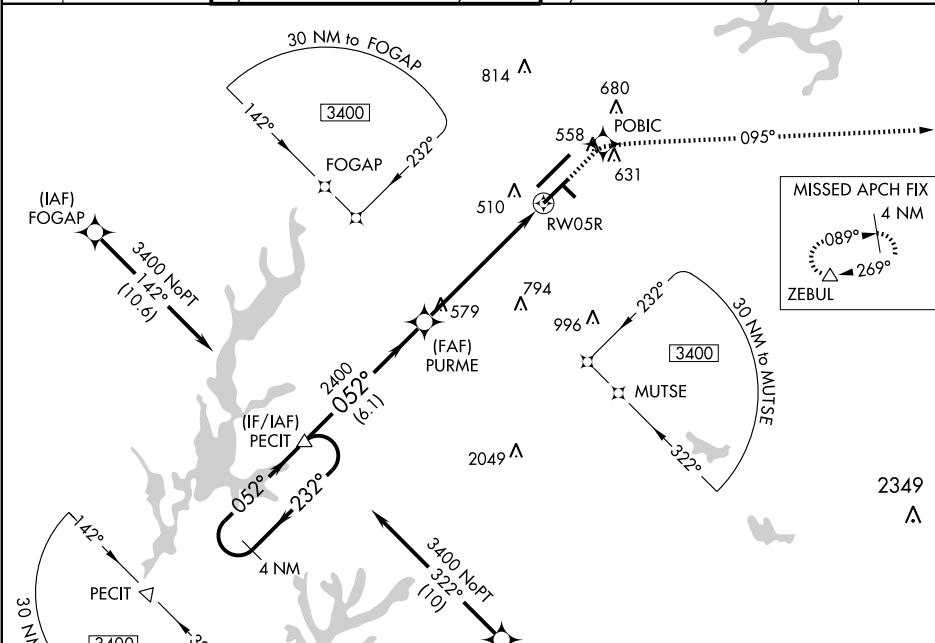 30 NM to FOGAP
3400
142°
232°
FOGAP
814
680
558
POBIC
095°
631
510
RW05R
MISSED APCH FIX
4 NM
089°
269°
ZEBUL
(IAF)
FOGAP
3400 NoPT
142°
(10.6)
579
794
996
(FAF)
PURME
2400
052°
(6.1)
232°
30 NM to MUTSE
3400
MUTSE
322°
(IF/IAF)
PECIT
052°
232°
4 NM
2049
2349
142°
PECIT
3400 NoPT
322°
(10)
30 NM
3400